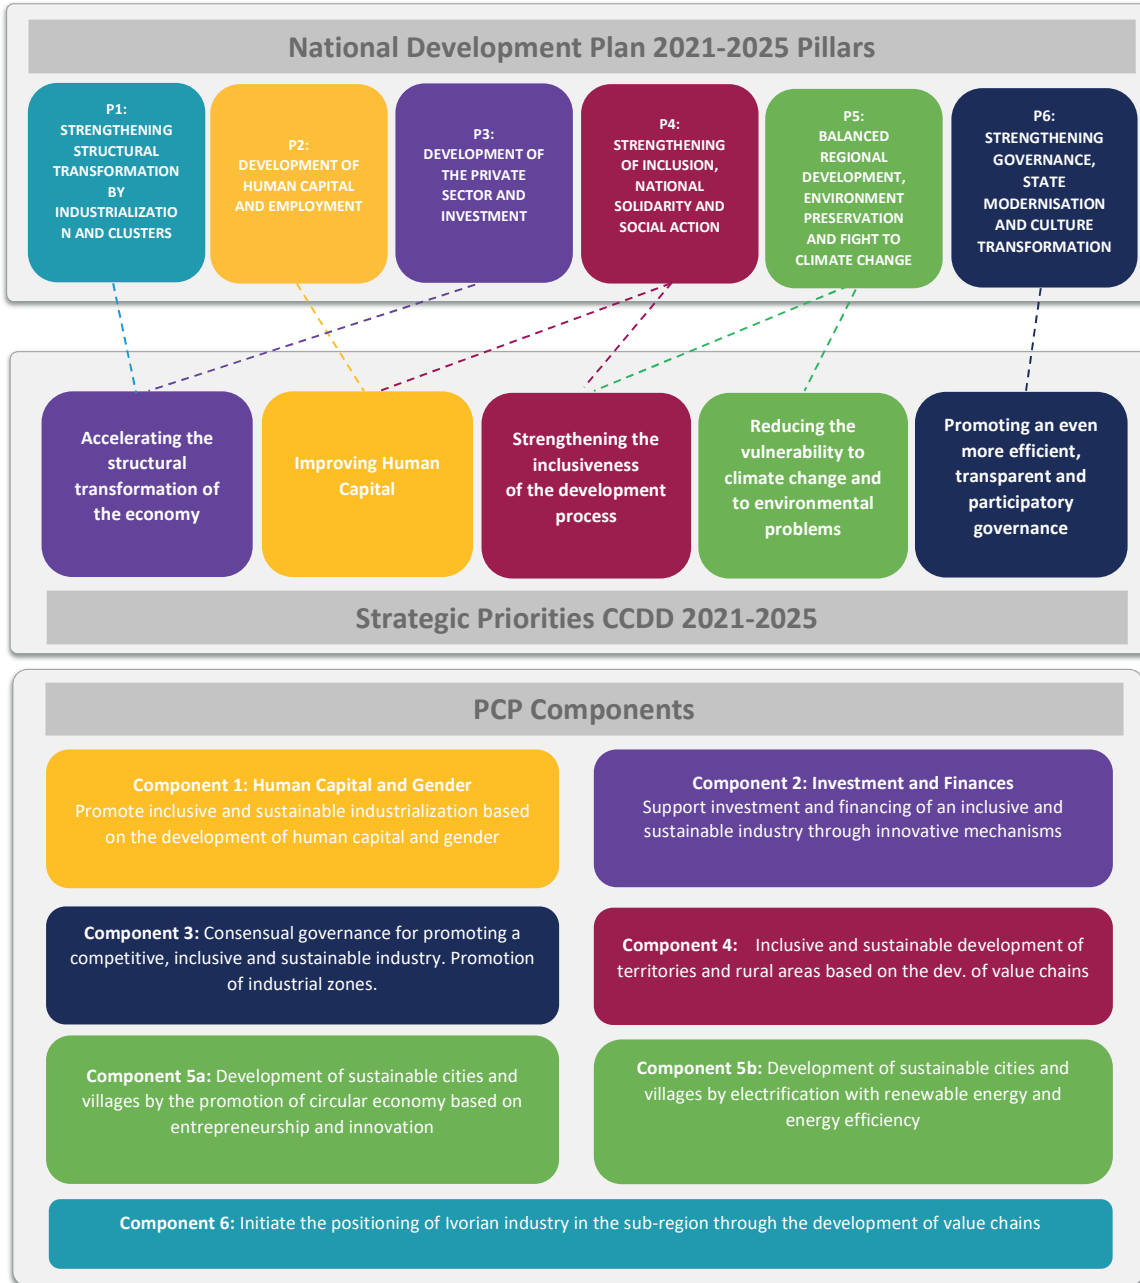 National Development Plan 2021-2025 Pillars
P1:
STRENGTHENING
STRUCTURAL
TRANSFORMATION
BY
INDUSTRIALIZATIO
N AND CLUSTERS
P2:
DEVELOPMENT OF
HUMAN CAPITAL
AND EMPLOYMENT
P3:
DEVELOPMENT OF
THE PRIVATE
SECTOR AND
INVESTMENT
P4:
STRENGTHENING
OF INCLUSION,
NATIONAL
SOLIDARITY AND
SOCIAL ACTION
P5:
BALANCED
REGIONAL
DEVELOPMENT,
ENVIRONMENT
PRESERVATION
AND FIGHT TO
CLIMATE CHANGE
P6:
STRENGTHENING
GOVERNANCE,
STATE
MODERNISATION
AND CULTURE
TRANSFORMATION
Accelerating the
structural
transformation of
the economy
Improving Human
Capital
Strengthening the
inclusiveness
of the development
process
Reducing the
vulnerability to
climate change and
to environmental
problems
Promoting an even
more efficient,
transparent and
participatory
governance
Strategic Priorities CCDD 2021-2025
PCP Components
Component 1: Human Capital and Gender
Promote inclusive and sustainable industrialization based
on the development of human capital and gender
Component 2: Investment and Finances
Support investment and financing of an inclusive and
sustainable industry through innovative mechanisms
Component 3: Consensual governance for promoting a
competitive, inclusive and sustainable industry. Promotion
of industrial zones.
Component 4: Inclusive and sustainable development of
territories and rural areas based on the dev. of value chains
Component 5a: Development of sustainable cities and
villages by the promotion of circular economy based on
entrepreneurship and innovation
Component 5b: Development of sustainable cities and
villages by electrification with renewable energy and
energy efficiency
Component 6: Initiate the positioning of Ivorian industry in the sub-region through the development of value chains